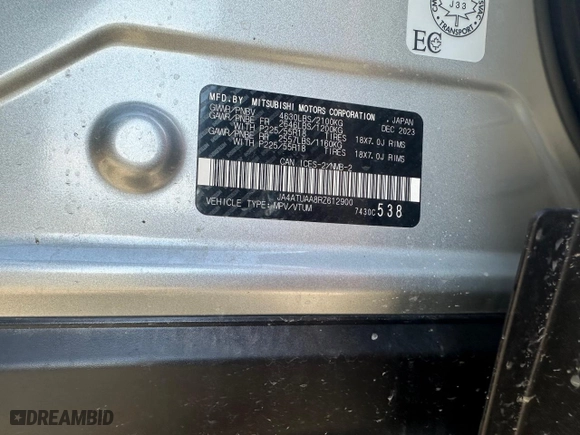 J33
TRANSPORT
EC
MFD. BY MITSUBISHI MOTORS CORPORATION , JAPAN
GVWR/PNBV 4630LBS/2100KG DEC 2023
GAWR/PNBE FR 2646LBS/1200KG
WITH P225/55R18 TIRES 18X7.0J RIMS
GAWR/PNBE RR 2557LBS/1160KG
WITH P225/55R18 TIRES 18X7.0J RIMS
CAN ICES-2/NMB-2
JA4ATUAA8RZ612900
VEHICLE TYPE:MPV/VTUM 7430C538
DREAMBID